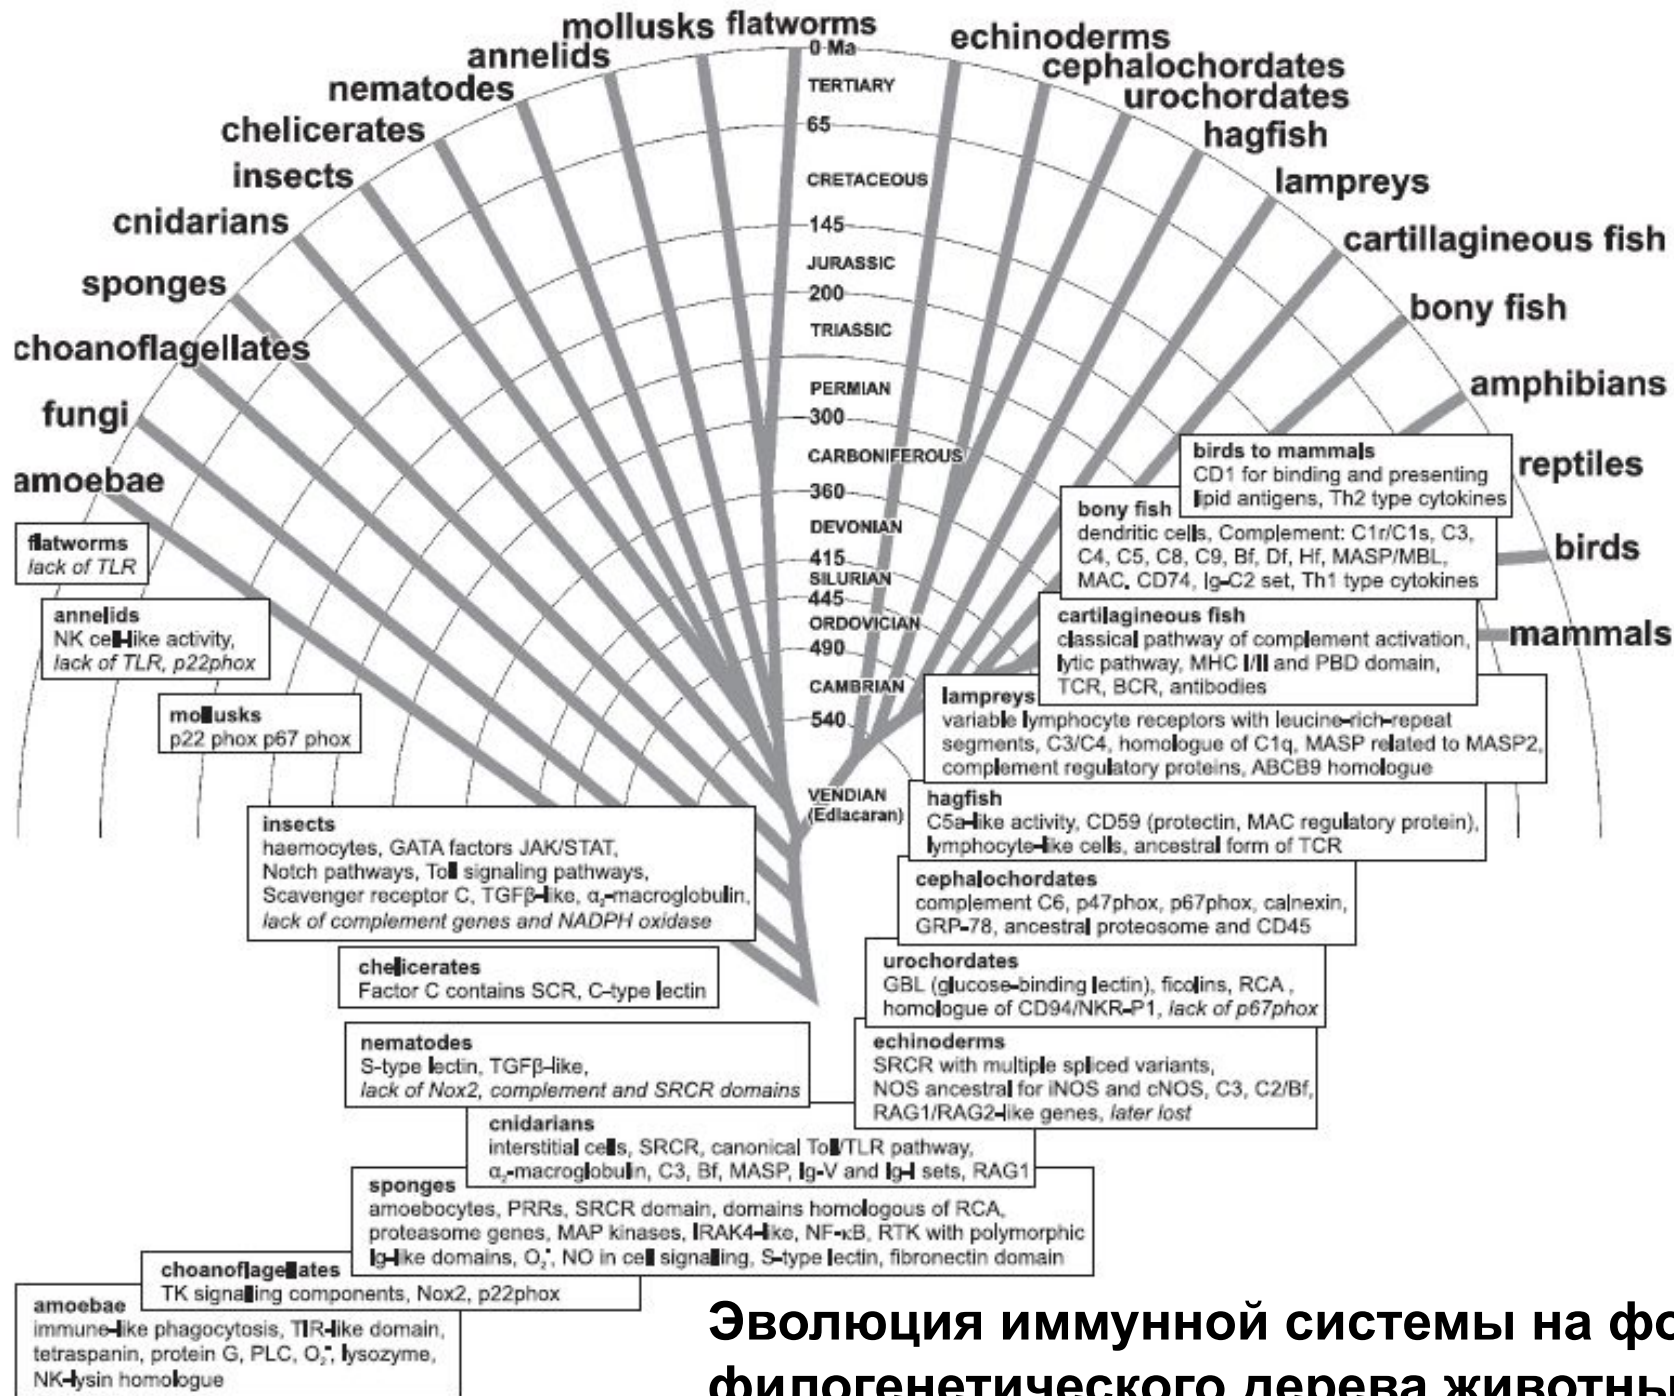 mollusks flatworms
annelids
nematodes
chelicerates
insects
cnidarians
sponges
choanoflagellates
fungi
amoebae
echinoderms
cephalochordates
urochordates
hagfish
lampreys
cartillagineous fish
bony fish
amphibians
reptiles
birds
mammals
0 Ma
TERTIARY
65
CRETACEOUS
145
JURASSIC
200
TRIASSIC
PERMIAN
300
CARBONIFEROUS
360
DEVONIAN
415
SILURIAN
445
ORDOVICIAN
490
CAMBRIAN
540
VENDIAN
(Ediacaran)
flatworms
lack of TLR
annelids
NK cell-like activity,
lack of TLR, p22phox
mollusks
p22 phox p67 phox
insects
haemocytes, GATA factors JAK/STAT,
Notch pathways, Toll signaling pathways,
Scavenger receptor C, TGFβ-like, α₂-macroglobulin,
lack of complement genes and NADPH oxidase
chelicerates
Factor C contains SCR, C-type lectin
nematodes
S-type lectin, TGFβ-like,
lack of Nox2, complement and SRCR domains
cnidarians
interstitial cells, SRCR, canonical Toll/TLR pathway,
α₂-macroglobulin, C3, Bf, MASP, Ig-V and Ig-I sets, RAG1
sponges
amoebocytes, PRRs, SRCR domain, domains homologous of RCA,
proteasome genes, MAP kinases, IRAK4-like, NF-κB, RTK with polymorphic
Ig-like domains, O₂⁻, NO in cell signaling, S-type lectin, fibronectin domain
choanoflagellates
TK signaling components, Nox2, p22phox
amoebae
immune-like phagocytosis, TIR-like domain,
tetraspanin, protein G, PLC, O₂⁻, lysozyme,
NK-lysin homologue
birds to mammals
CD1 for binding and presenting
lipid antigens, Th2 type cytokines
bony fish
dendritic cells, Complement: C1r/C1s, C3,
C4, C5, C8, C9, Bf, Df, Hf, MASP/MBL,
MAC, CD74, Ig-C2 set, Th1 type cytokines
cartilagineous fish
classical pathway of complement activation,
lytic pathway, MHC I/II and PBD domain,
TCR, BCR, antibodies
lampreys
variable lymphocyte receptors with leucine-rich-repeat
segments, C3/C4, homologue of C1q, MASP related to MASP2,
complement regulatory proteins, ABCB9 homologue
hagfish
C5a-like activity, CD59 (protectin, MAC regulatory protein),
lymphocyte-like cells, ancestral form of TCR
cephalochordates
complement C6, p47phox, p67phox, calnexin,
GRP-78, ancestral proteosome and CD45
urochordates
GBL (glucose-binding lectin), ficolins, RCA ,
homologue of CD94/NKR-P1, lack of p67phox
echinoderms
SRCR with multiple spliced variants,
NOS ancestral for iNOS and cNOS, C3, C2/Bf,
RAG1/RAG2-like genes, later lost
Эволюция иммунной системы на фо
филогенетического дерева животны